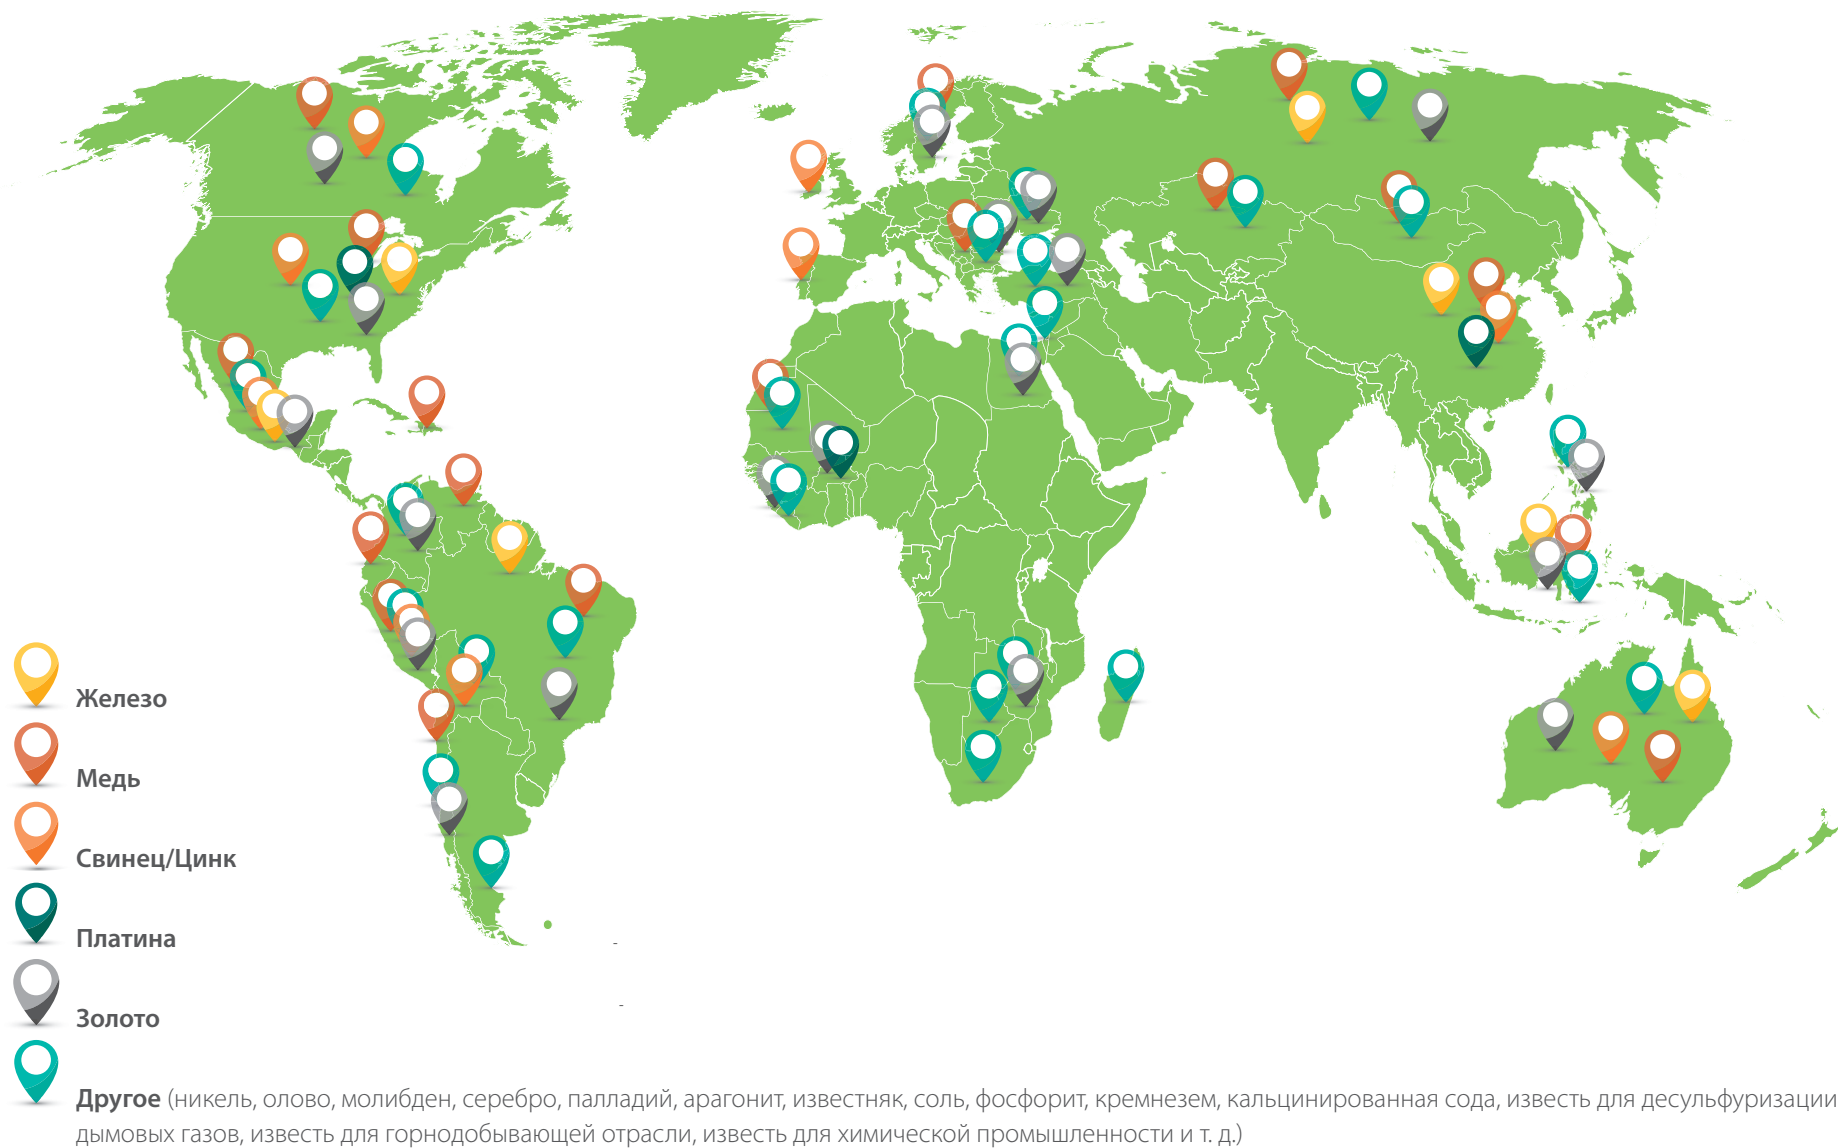 Железо
Медь
Свинец/Цинк
Платина
Золото
Другое (никель, олово, молибден, серебро, палладий, арагонит, известняк, соль, фосфорит, кремнезем, кальцинированная сода, известь для десульфуризации
дымовых газов, известь для горнодобывающей отрасли, известь для химической промышленности и т. д.)